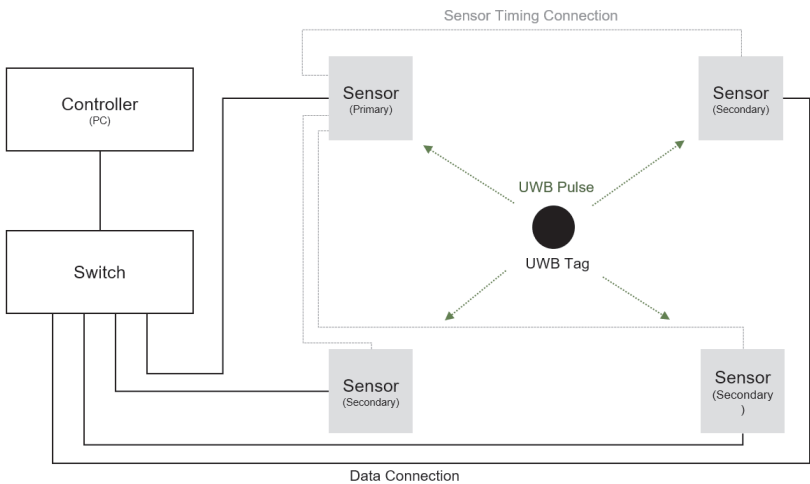 Sensor Timing Connection
Controller
(PC)
Sensor
(Primary)
Sensor
(Secondary)
UWB Pulse
UWB Tag
Switch
Sensor
(Secondary)
Sensor
(Secondary
)
Data Connection